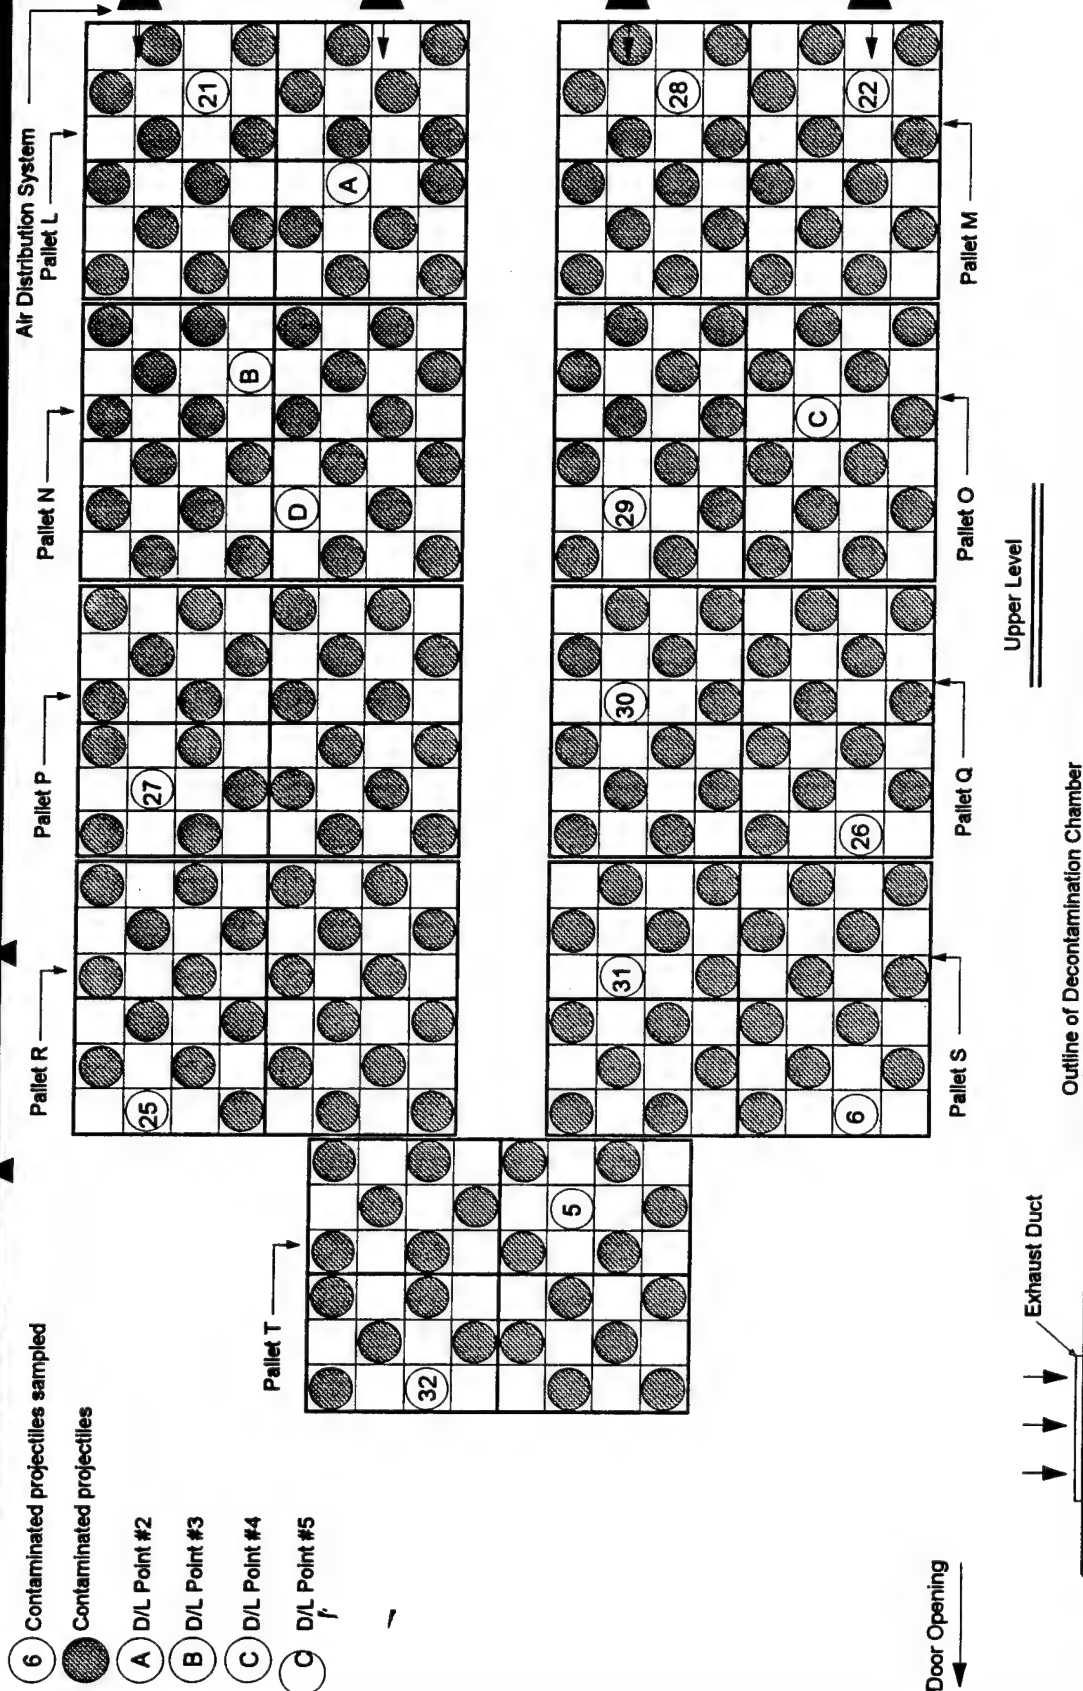 6 Contaminated projectiles sampled
Contaminated projectiles
A D/L Point #2
B D/L Point #3
C D/L Point #4
C D/L Point #5
Door Opening
Pallet T
32
5
Pallet R
25
Pallet P
27
Pallet N
D
B
Air Distribution System
Pallet L
A
21
6
31
Pallet S
26
30
Pallet Q
29
C
Pallet O
28
22
Pallet M
Upper Level
Exhaust Duct
Outline of Decontamination Chamber